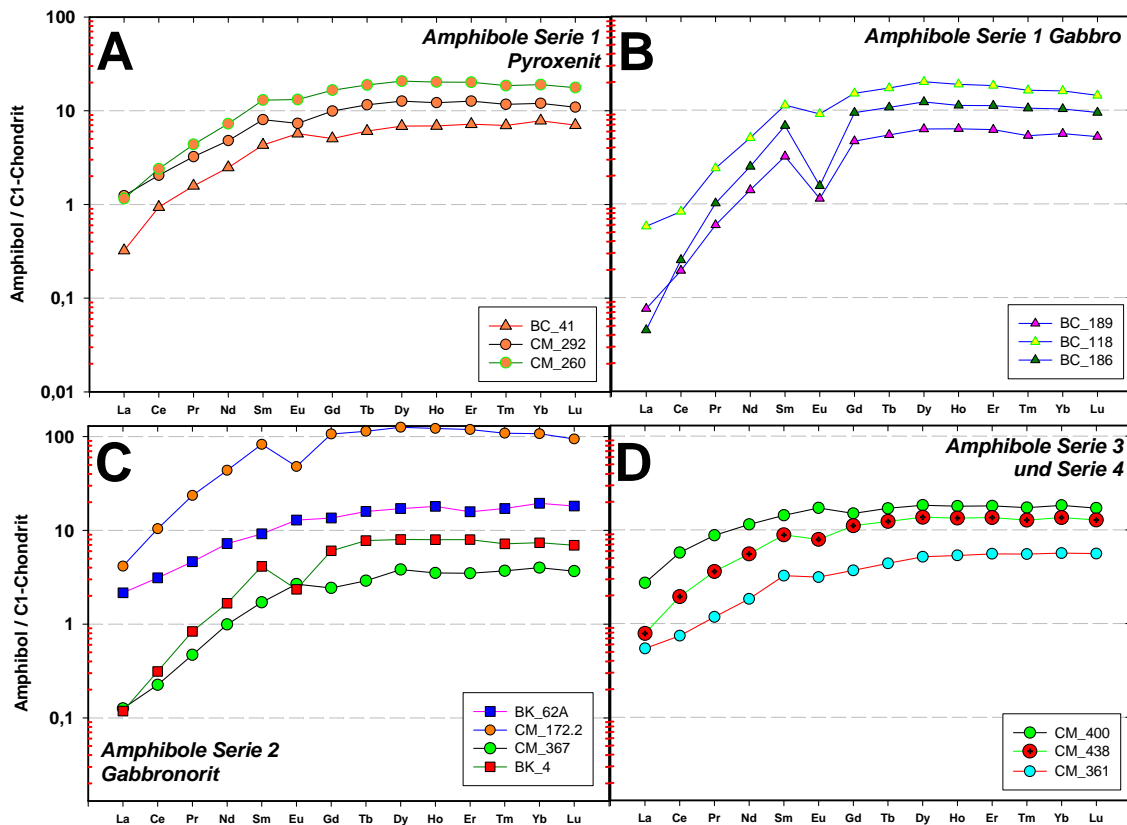 A
Amphibole Serie 1
Pyroxenit
Amphibol / C1-Chondrit
100
10
1
0,1
0,01
BC_41
CM_292
CM_260
La Ce Pr Nd Sm Eu Gd Tb Dy Ho Er Tm Yb Lu
B
Amphibole Serie 1 Gabbro
BC_189
BC_118
BC_186
La Ce Pr Nd Sm Eu Gd Tb Dy Ho Er Tm Yb Lu
C
Amphibol / C1-Chondrit
100
10
1
0,1
Amphibole Serie 2
Gabbronorit
BK_62A
CM_172.2
CM_367
BK_4
La Ce Pr Nd Sm Eu Gd Tb Dy Ho Er Tm Yb Lu
D
Amphibole Serie 3
und Serie 4
CM_400
CM_438
CM_361
La Ce Pr Nd Sm Eu Gd Tb Dy Ho Er Tm Yb Lu